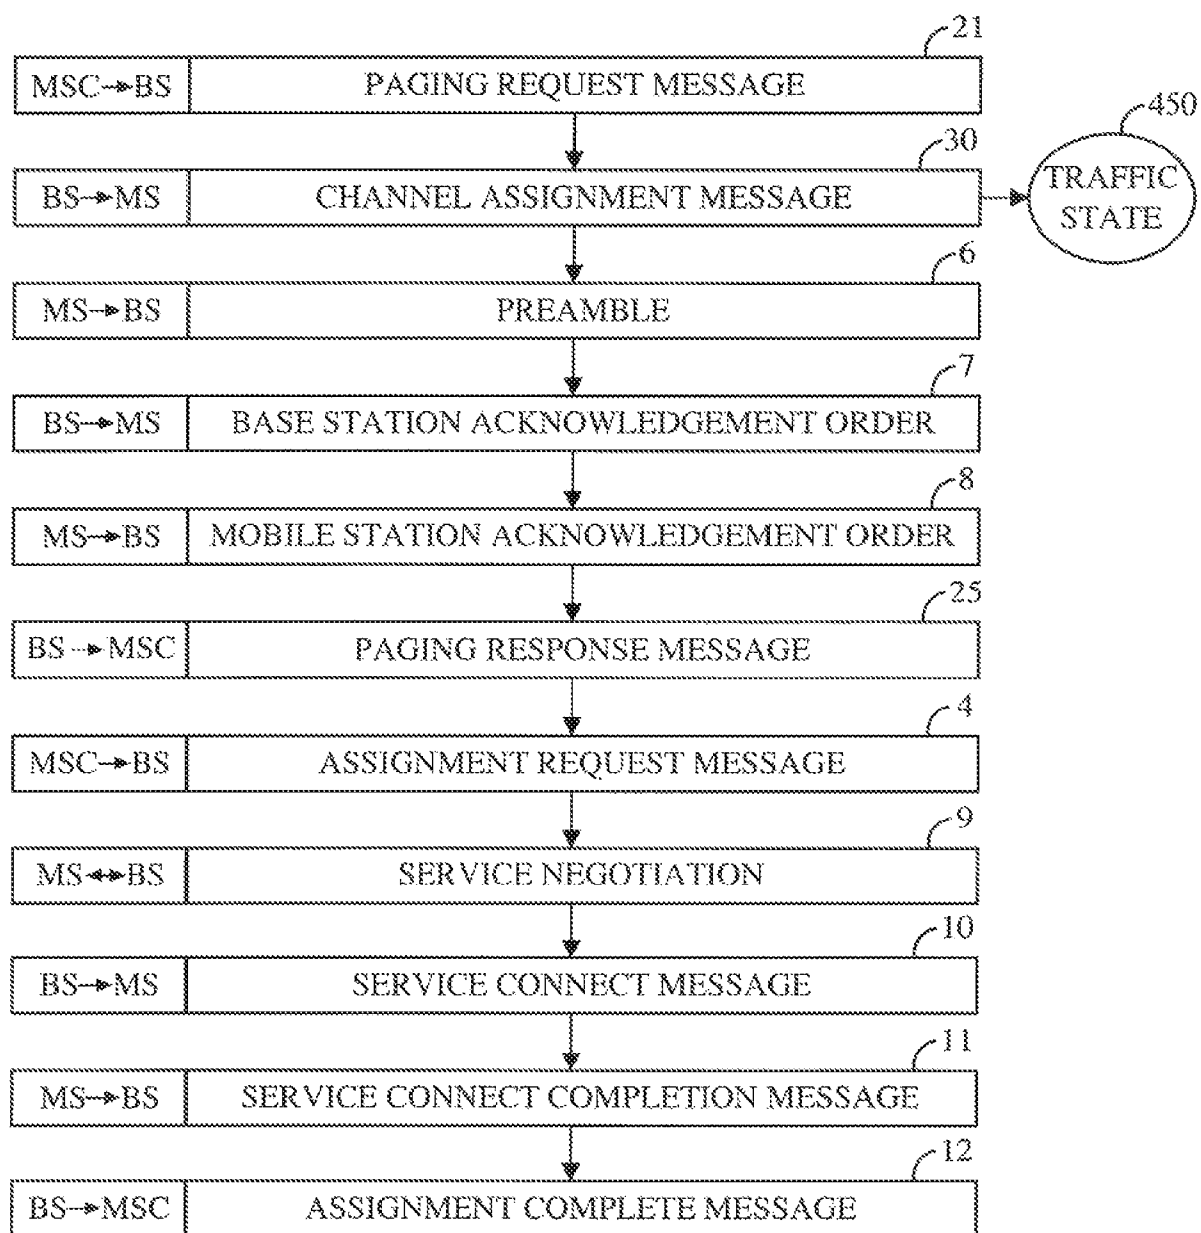 21
MSC→BS PAGING REQUEST MESSAGE
450
30
BS→MS CHANNEL ASSIGNMENT MESSAGE
TRAFFIC
STATE
6
MS→BS PREAMBLE
7
BS→MS BASE STATION ACKNOWLEDGEMENT ORDER
8
MS→BS MOBILE STATION ACKNOWLEDGEMENT ORDER
25
BS→MSC PAGING RESPONSE MESSAGE
4
MSC→BS ASSIGNMENT REQUEST MESSAGE
9
MS↔BS SERVICE NEGOTIATION
10
BS→MS SERVICE CONNECT MESSAGE
11
MS→BS SERVICE CONNECT COMPLETION MESSAGE
12
BS→MSC ASSIGNMENT COMPLETE MESSAGE